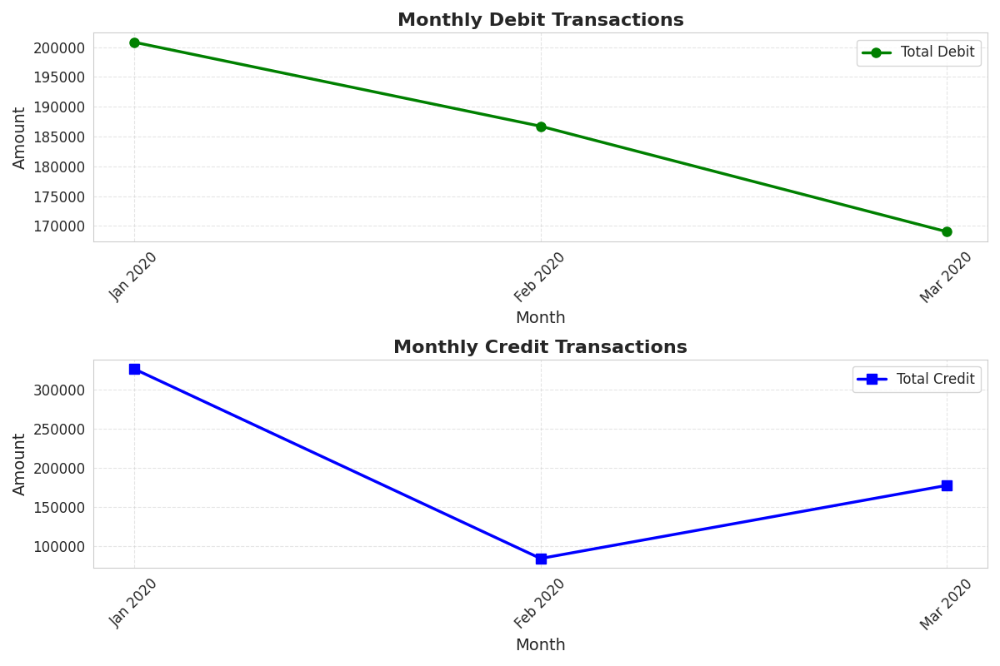 Monthly Debit Transactions
Total Debit
Amount
200000
195000
190000
185000
180000
175000
170000
Jan 2020
Feb 2020
Mar 2020
Month
Monthly Credit Transactions
Total Credit
Amount
300000
250000
200000
150000
100000
Jan 2020
Feb 2020
Mar 2020
Month